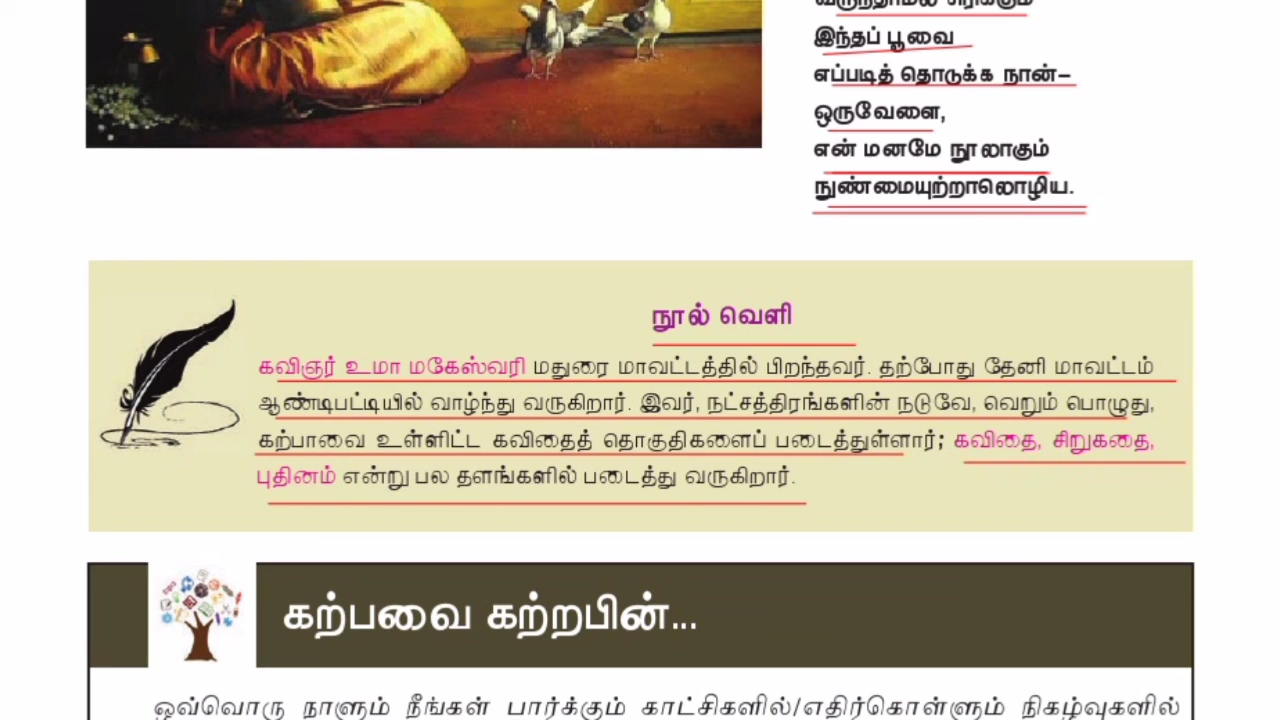 வருந்தாமல் சிரிக்கும்
இந்தப் பூவை
எப்படித் தொடுக்க நான்–
ஒருவேளை,
என் மனமே நூலாகும்
நுண்மையுற்றாலொழிய.
நூல் வெளி
கவிஞர் உமா மகேஸ்வரி மதுரை மாவட்டத்தில் பிறந்தவர். தற்போது தேனி மாவட்டம்
ஆண்டிபட்டியில் வாழ்ந்து வருகிறார். இவர், நட்சத்திரங்களின் நடுவே, வெறும் பொழுது,
கற்பாவை உள்ளிட்ட கவிதைத் தொகுதிகளைப் படைத்துள்ளார்; கவிதை, சிறுகதை,
புதினம் என்று பல தளங்களில் படைத்து வருகிறார்.
கற்பவை கற்றபின்...
ஒவ்வொரு நாளும் நீங்கள் பார்க்கும் காட்சிகளில்/எதிர்கொள்ளும் நிகழ்வுகளில்